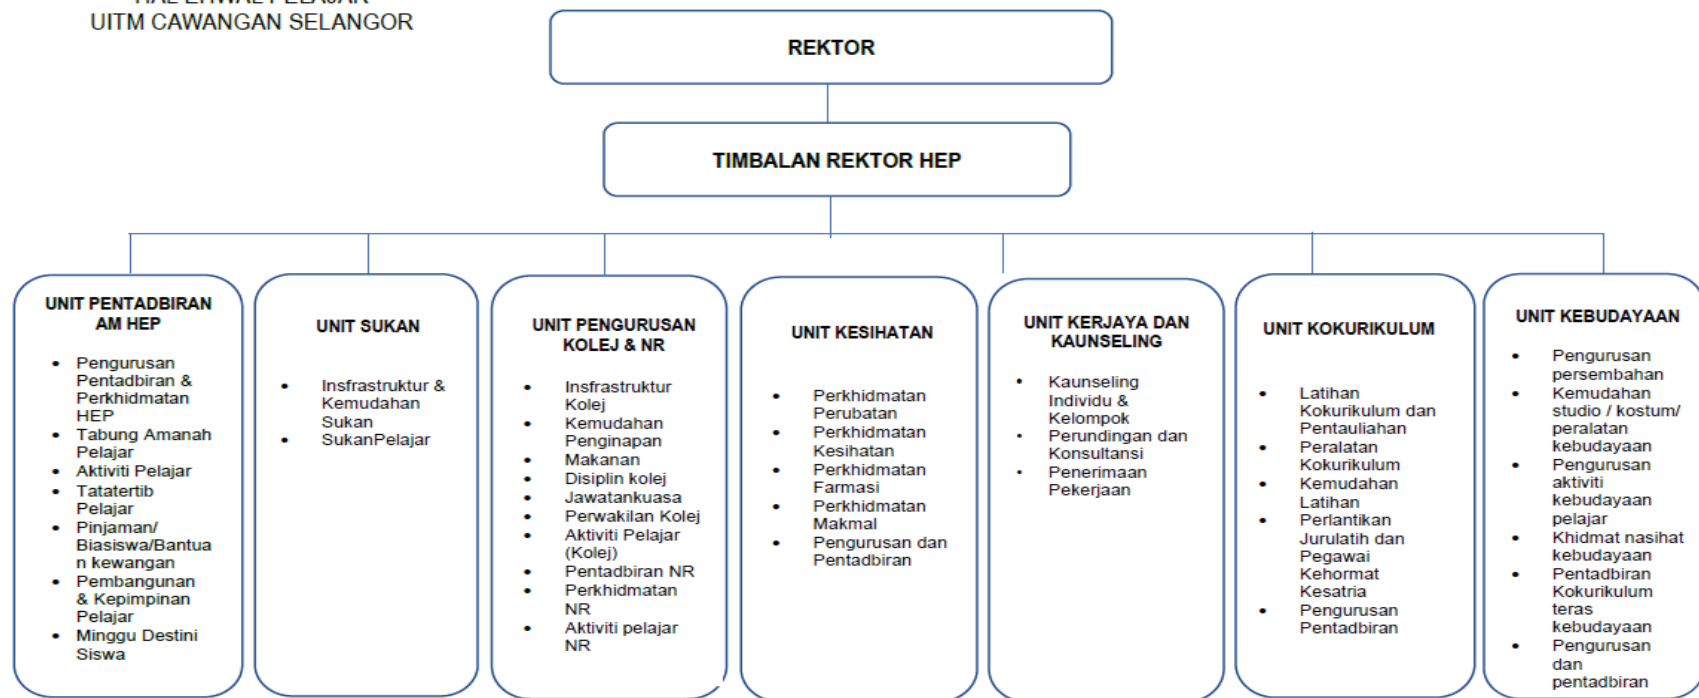 HAL EHWAL PELAJAR
UITM CAWANGAN SELANGOR
REKTOR
TIMBALAN REKTOR HEP
UNIT PENTADBIRAN
AM HEP
• Pengurusan
Pentadbiran &
Perkhidmatan
HEP
• Tabung Amanah
Pelajar
• Aktiviti Pelajar
• Tatatertib
Pelajar
• Pinjaman/
Biasiswa/Bantua
n kewangan
• Pembangunan
& Kepimpinan
Pelajar
• Minggu Destini
Siswa
UNIT SUKAN
• Insfrastruktur &
Kemudahan
Sukan
• SukanPelajar
UNIT PENGURUSAN
KOLEJ & NR
• Insfrastruktur
Kolej
• Kemudahan
Penginapan
• Makanan
• Disiplin kolej
• Jawatankuasa
• Perwakilan Kolej
• Aktiviti Pelajar
(Kolej)
• Pentadbiran NR
• Perkhidmatan
NR
• Aktiviti pelajar
NR
UNIT KESIHATAN
• Perkhidmatan
Perubatan
• Perkhidmatan
Kesihatan
• Perkhidmatan
Farmasi
• Perkhidmatan
Makmal
• Pengurusan dan
Pentadbiran
UNIT KERJAYA DAN
KAUNSELING
• Kaunseling
Individu &
Kelompok
• Perundingan dan
Konsultansi
• Penerimaan
Pekerjaan
UNIT KOKURIKULUM
• Latihan
Kokurikulum dan
Pentauliahan
• Peralatan
Kokurikulum
• Kemudahan
Latihan
• Perlantikan
Jurulatih dan
Pegawai
Kehormat
Kesatria
• Pengurusan
Pentadbiran
UNIT KEBUDAYAAN
• Pengurusan
persembahan
• Kemudahan
studio / kostum/
peralatan
kebudayaan
• Pengurusan
aktiviti
kebudayaan
pelajar
• Khidmat nasihat
kebudayaan
• Pentadbiran
Kokurikulum
teras
kebudayaan
• Pengurusan
dan
pentadbiran